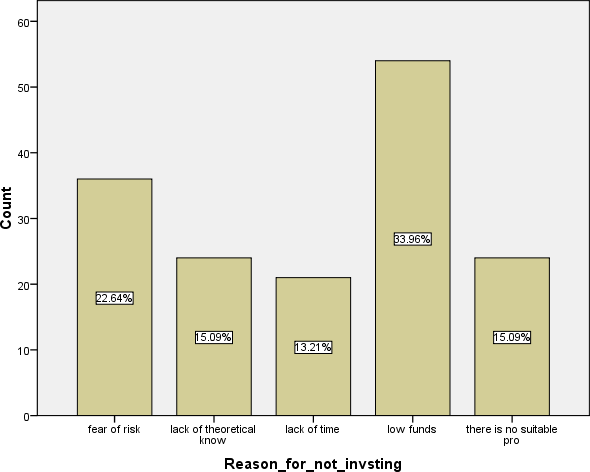 60
50
40
30
20
10
0
Count
22.64%
15.09%
13.21%
33.96%
15.09%
fear of risk
lack of theoretical
know
lack of time
low funds
there is no suitable
pro
Reason_for_not_invsting